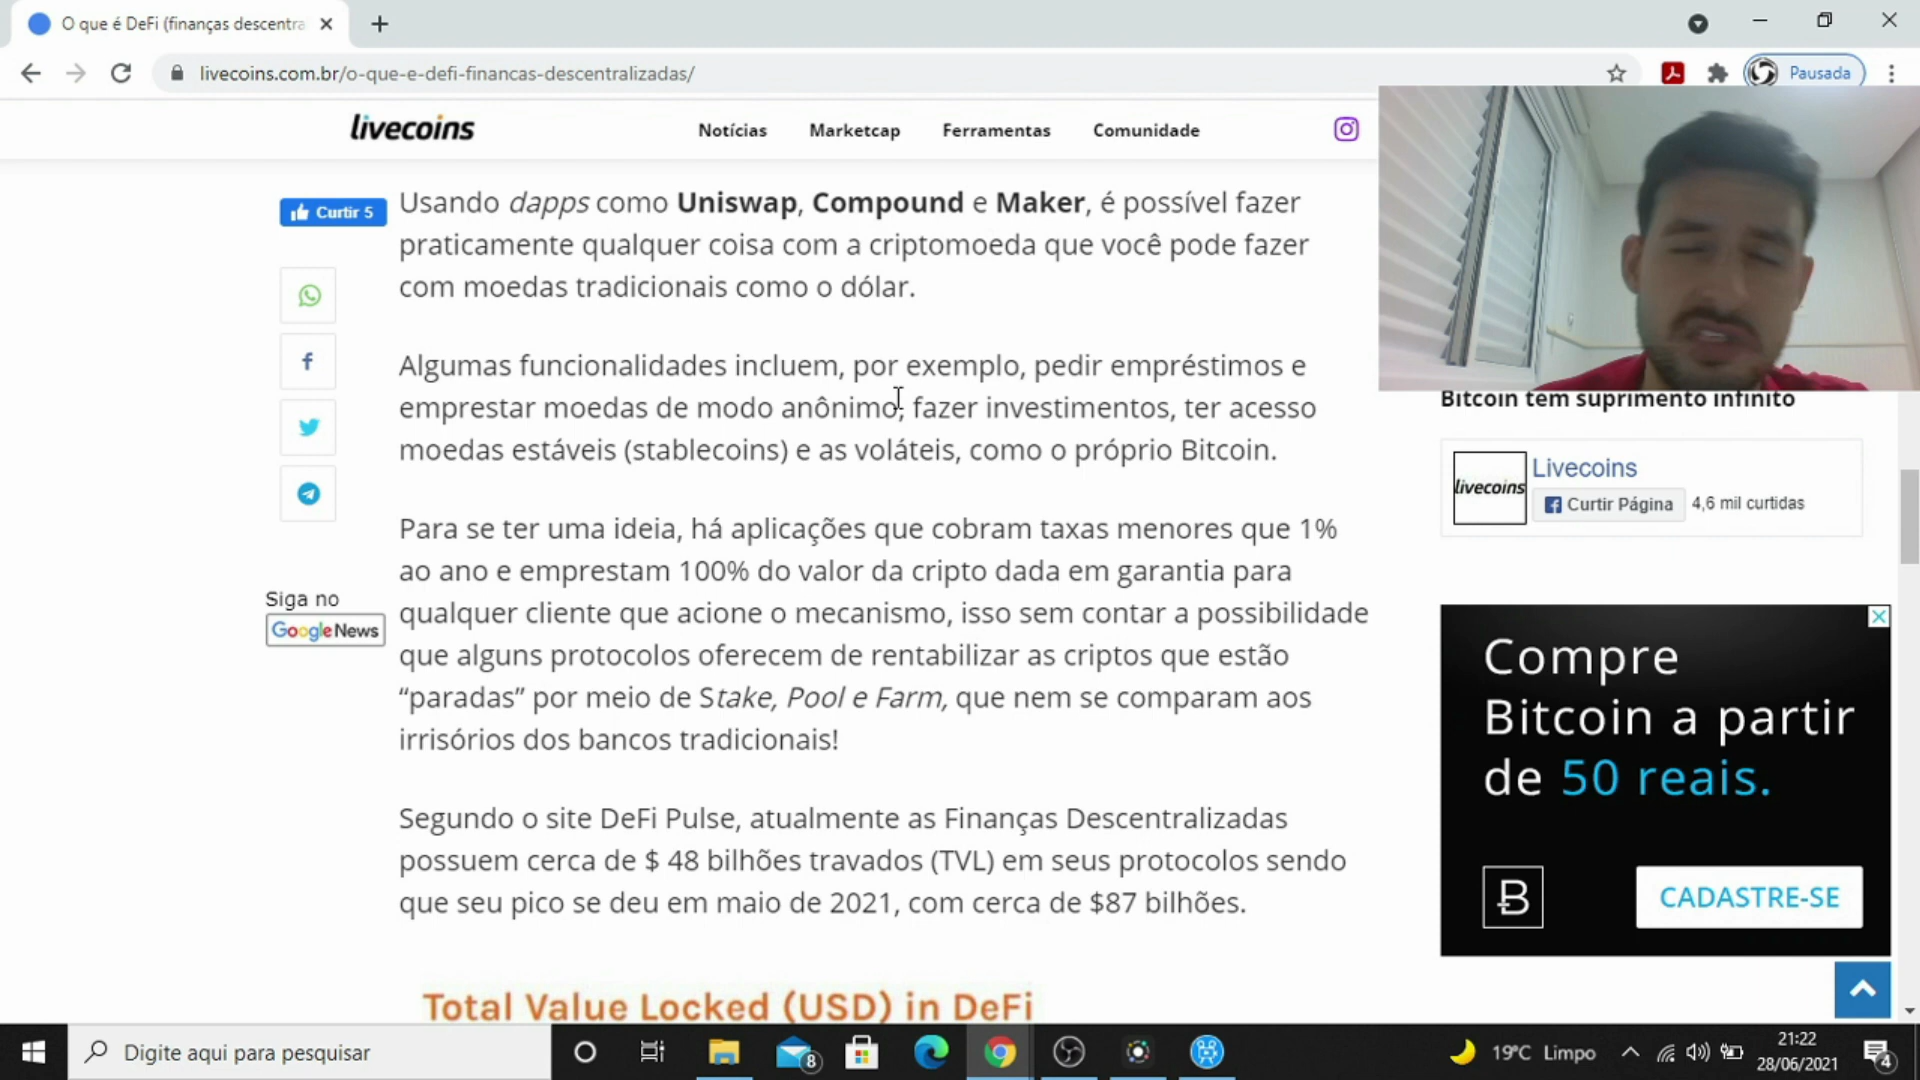 O que é DeFi (finanças descentra
livecoins.com.br/o-que-e-defi-financas-descentralizadas/
Pausada
livecoins
Notícias
Marketcap
Ferramentas
Comunidade
Curtir 5
Usando dapps como Uniswap, Compound e Maker, é possível fazer
praticamente qualquer coisa com a criptomoeda que você pode fazer
com moedas tradicionais como o dólar.
Algumas funcionalidades incluem, por exemplo, pedir empréstimos e
emprestar moedas de modo anônimo, fazer investimentos, ter acesso
moedas estáveis (stablecoins) e as voláteis, como o próprio Bitcoin.
Para se ter uma ideia, há aplicações que cobram taxas menores que 1%
ao ano e emprestam 100% do valor da cripto dada em garantia para
qualquer cliente que acione o mecanismo, isso sem contar a possibilidade
que alguns protocolos oferecem de rentabilizar as criptos que estão
“paradas” por meio de Stake, Pool e Farm, que nem se comparam aos
irrisórios dos bancos tradicionais!
Segundo o site DeFi Pulse, atualmente as Finanças Descentralizadas
possuem cerca de $ 48 bilhões travados (TVL) em seus protocolos sendo
que seu pico se deu em maio de 2021, com cerca de $87 bilhões.
Total Value Locked (USD) in DeFi
Siga no
Google News
Bitcoin tem suprimento infinito
livecoins
Livecoins
Curtir Página
4,6 mil curtidas
Compre
Bitcoin a partir
de 50 reais.
CADASTRE-SE
Digite aqui para pesquisar
8
19°C Limpo
21:22
28/06/2021
4